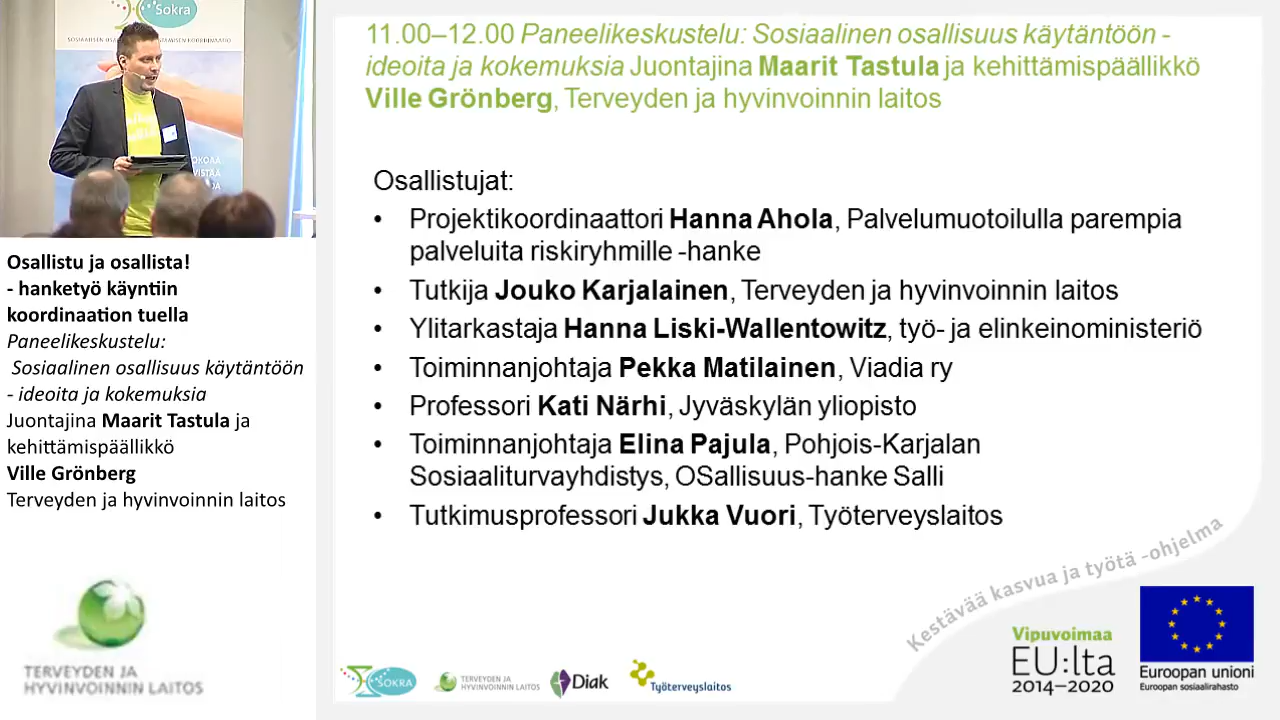 Sokra
SOSIAALISEN OSALLISTAMISEN KOORDINAATIO
Osallistu ja osallista!
- hanketyö käyntiin
koordinaation tuella
Paneelikeskustelu:
Sosiaalinen osallisuus käytäntöön
- ideoita ja kokemuksia
Juontajina Maarit Tastula ja
kehittämispäällikkö
Ville Grönberg
Terveyden ja hyvinvoinnin laitos
TERVEYDEN JA
HYVINVOINNIN LAITOS
11.00–12.00 Paneelikeskustelu: Sosiaalinen osallisuus käytäntöön -
ideoita ja kokemuksia Juontajina Maarit Tastula ja kehittämispäällikkö
Ville Grönberg, Terveyden ja hyvinvoinnin laitos
Osallistujat:
• Projektikoordinaattori Hanna Ahola, Palvelumuotoilulla parempia
palveluita riskiryhmille -hanke
• Tutkija Jouko Karjalainen, Terveyden ja hyvinvoinnin laitos
• Ylitarkastaja Hanna Liski-Wallentowitz, työ- ja elinkeinoministeriö
• Toiminnanjohtaja Pekka Matilainen, Viadia ry
• Professori Kati Närhi, Jyväskylän yliopisto
• Toiminnanjohtaja Elina Pajula, Pohjois-Karjalan
Sosiaaliturvayhdistys, OSallisuus-hanke Salli
• Tutkimusprofessori Jukka Vuori, Työterveyslaitos
Kestävää kasvua ja työtä -ohjelma
SOKRA
TERVEYDEN JA
HYVINVOINNIN LAITOS
Diak
Työterveyslaitos
Vipuvoimaa
EU:lta
2014–2020
Euroopan unioni
Euroopan sosiaalirahasto